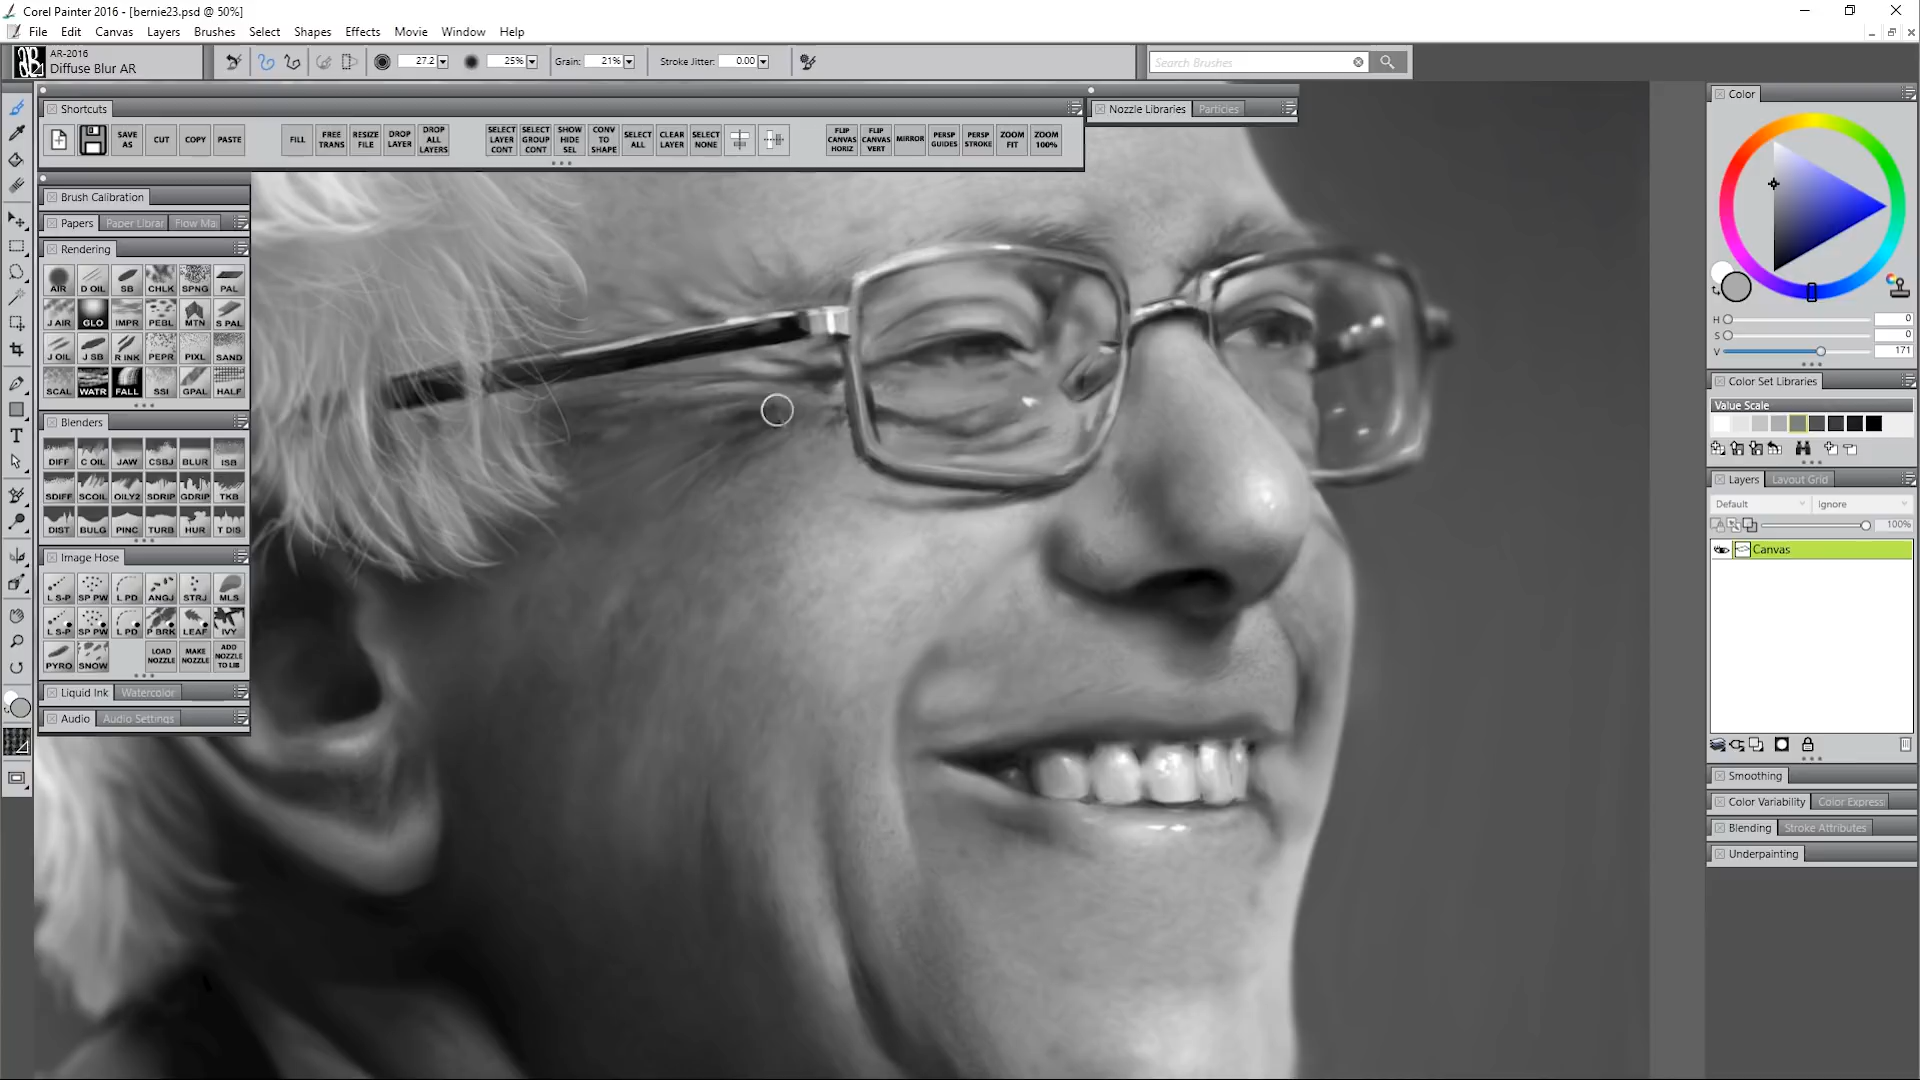 Corel Painter 2016 - [bernie23.psd @ 50%]
File Edit Canvas Layers Brushes Select Shapes Effects Movie Window Help
AR-2016
Diffuse Blur AR
27.2 25% Grain: 21% Stroke Jitter: 0.00
Search Brushes
Shortcuts
SAVE AS CUT COPY PASTE FILL FREE TRANS RESIZE FILE DROP LAYER DROP ALL LAYERS SELECT LAYER CONT SELECT GROUP CONT SHOW HIDE SEL CONV TO SHAPE SELECT ALL CLEAR LAYER SELECT NONE FLIP CANVAS HORIZ FLIP CANVAS VERT MIRROR PERSP GUIDES PERSP STROKE ZOOM FIT ZOOM 100%
Nozzle Libraries Particles
Brush Calibration
Papers Paper Librar Flow Ma
Rendering
AIR D OIL SB CHLK SPNG PAL
J AIR GLO IMPR PEBL MTN S PAL
J OIL J SB R INK PEPR PIXL SAND
SCAL WATR FALL SSI GPAL HALF
Blenders
DIFF C OIL JAW CSBJ BLUR ISB
SDIFF SCOIL OILY2 SDRIP GDRIP TKB
DIST BULG PINC TURB HUR T DIS
Image Hose
L S-P SP PW L PD ANGJ STRJ MLS
L S-P SP PW L PD P BRK LEAF IVY
PYRO SNOW LOAD NOZZLE MAKE NOZZLE ADD NOZZLE TO LIB
Liquid Ink Watercolor
Audio Audio Settings
Color
H 0
S 0
V 171
Color Set Libraries
Value Scale
Layers Layout Grid
Default Ignore
100%
Canvas
Smoothing
Color Variability Color Express
Blending Stroke Attributes
Underpainting